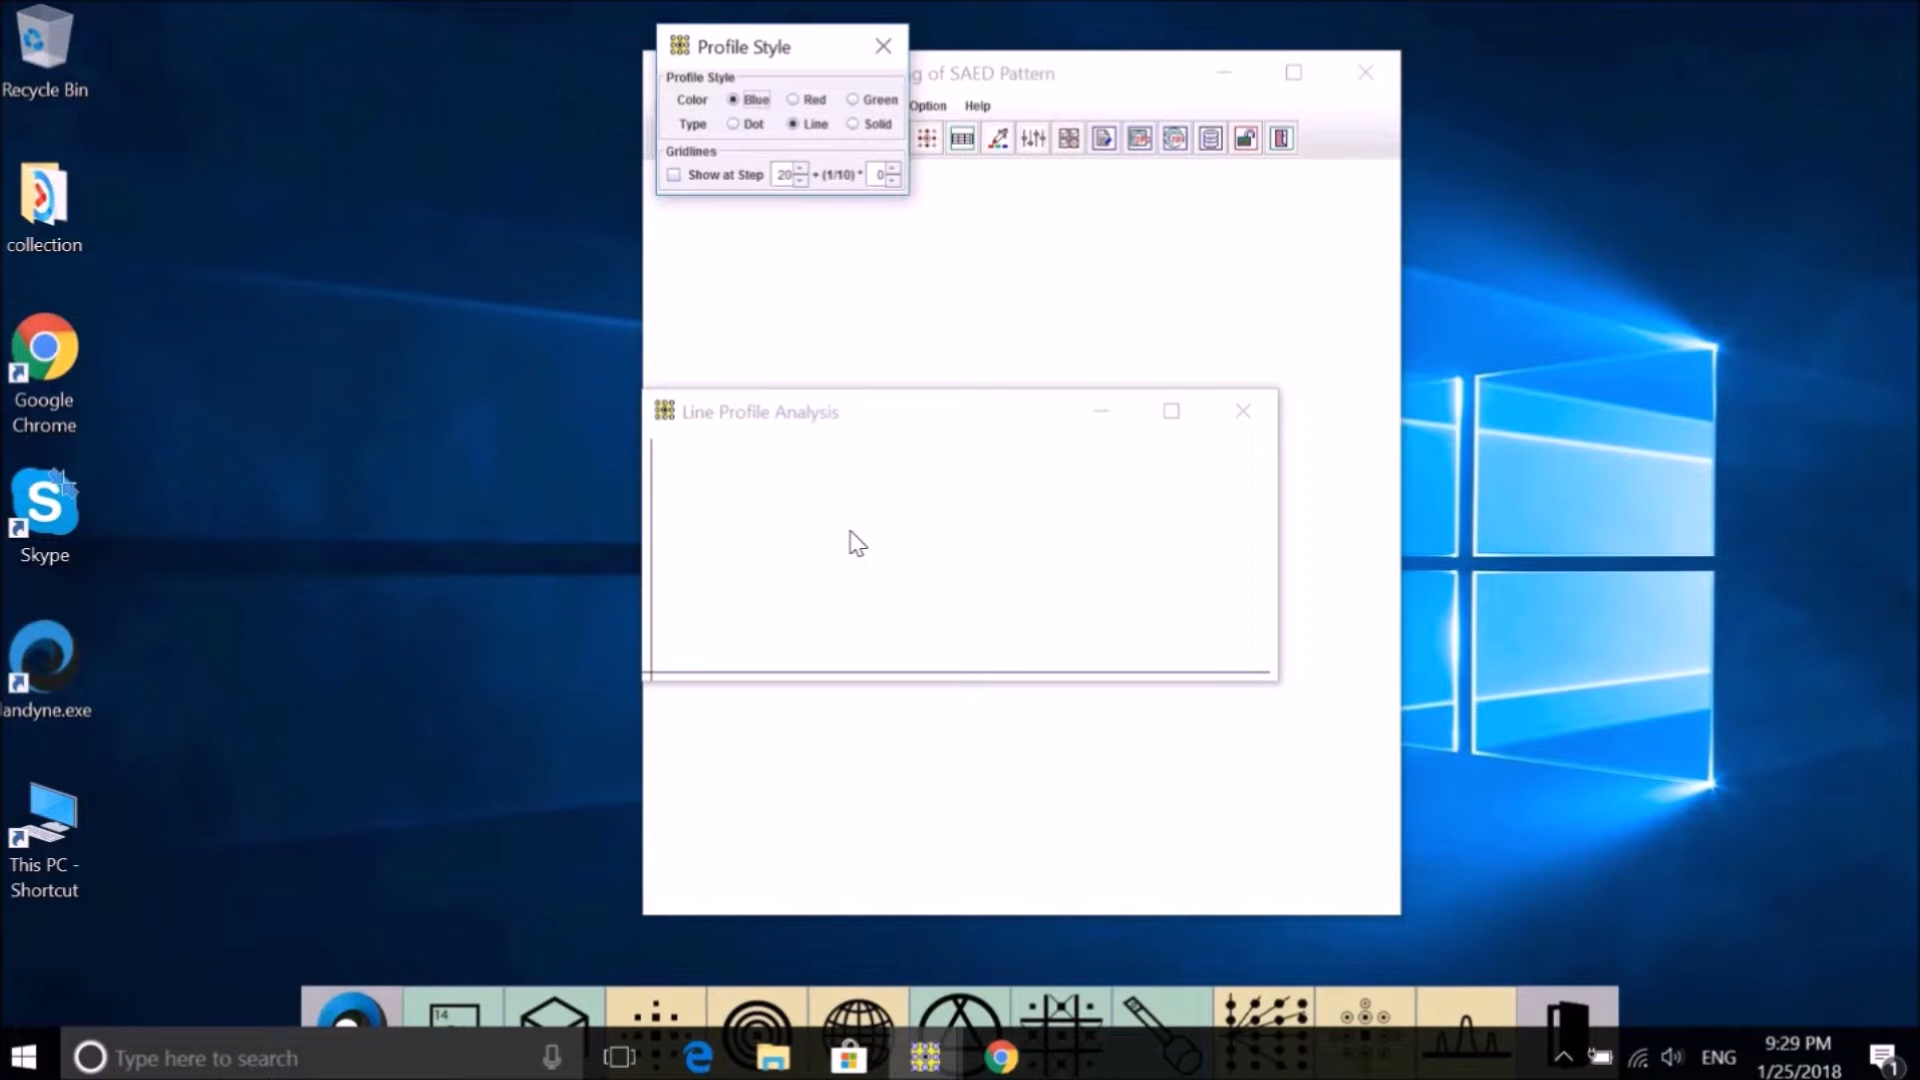 Recycle Bin
collection
Google
Chrome
Skype
landyne.exe
This PC -
Shortcut
Profile Style
Profile Style
Color Blue Red Green
Type Dot Line Solid
Gridlines
Show at Step 20 + (1/10) * 0
g of SAED Pattern
Option Help
Line Profile Analysis
14
Type here to search
ENG
9:29 PM
1/25/2018
1